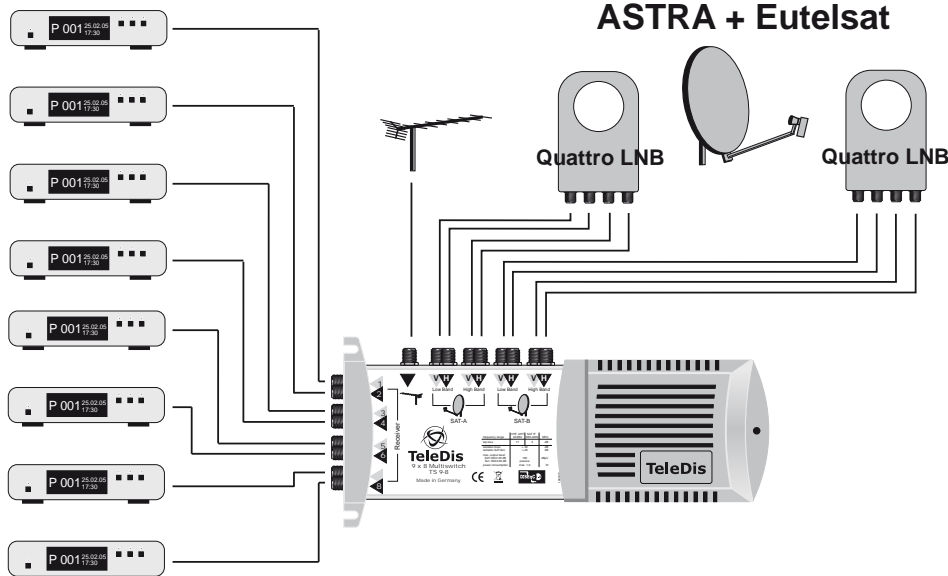 ASTRA + Eutelsat
P 001 25.02.05 17:30
P 001 25.02.05 17:30
P 001 25.02.05 17:30
P 001 25.02.05 17:30
P 001 25.02.05 17:30
P 001 25.02.05 17:30
P 001 25.02.05 17:30
P 001 25.02.05 17:30
Quattro LNB
Quattro LNB
V H V H V H V H
Low Band High Band Low Band High Band
SAT-A SAT-B
1
2
3
4
5
6
8
Receiver
TeleDis
9 x 8 Multiswitch
TS 9-8
Made in Germany
CE
TeleDis